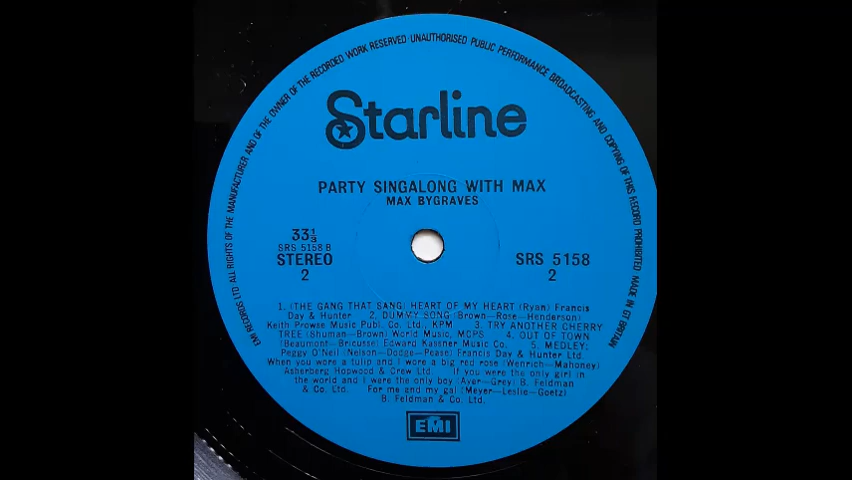 EMI RECORDS LTD ALL RIGHTS OF THE MANUFACTURER AND OF THE OWNER OF THE RECORDED WORK RESERVED UNAUTHORISED PUBLIC PERFORMANCE BROADCASTING AND COPYING OF THIS RECORD PROHIBITED MADE IN GT BRITAIN
Starline
PARTY SINGALONG WITH MAX
MAX BYGRAVES
33⅓
SRS 5158 B
STEREO
2
SRS 5158
2
1. (THE GANG THAT SANG) HEART OF MY HEART (Ryan) Francis
Day & Hunter 2. DUMMY SONG (Brown—Rose—Henderson)
Keith Prowse Music Publ. Co. Ltd., KPM 3. TRY ANOTHER CHERRY
TREE (Shuman—Brown) World Music, MCPS 4. OUT OF TOWN
(Beaumont—Bricusse) Edward Kassner Music Co. 5. MEDLEY;
Peggy O'Neil (Nelson—Dodge—Pease) Francis Day & Hunter Ltd.
When you wore a tulip and I wore a big red rose (Wenrich—Mahoney)
Asherberg Hopwood & Crew Ltd. If you were the only girl in
the world and I were the only boy (Ayer—Grey) B. Feldman
& Co. Ltd. For me and my gal (Meyer—Leslie—Goetz)
B. Feldman & Co. Ltd.
EMI